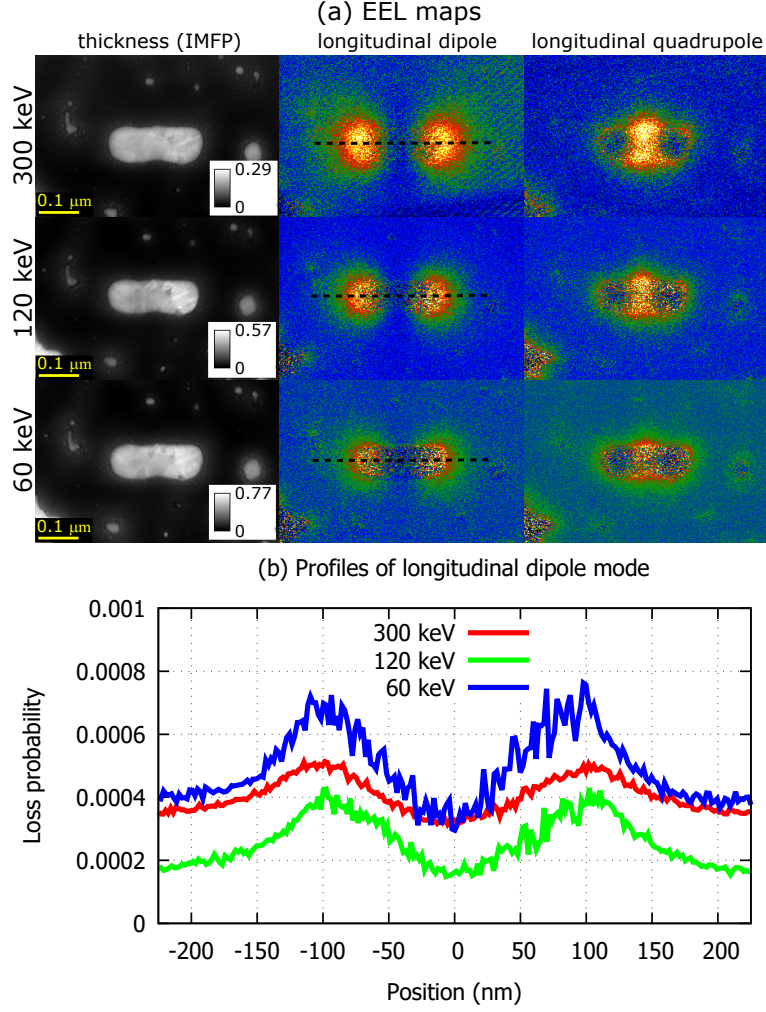 (a) EEL maps
thickness (IMFP) longitudinal dipole longitudinal quadrupole
300 keV
0.29
0
0.1 μm
120 keV
0.57
0
0.1 μm
60 keV
0.77
0
0.1 μm
(b) Profiles of longitudinal dipole mode
0.001
0.0008
0.0006
0.0004
0.0002
0
Loss probability
300 keV
120 keV
60 keV
-200 -150 -100 -50 0 50 100 150 200
Position (nm)